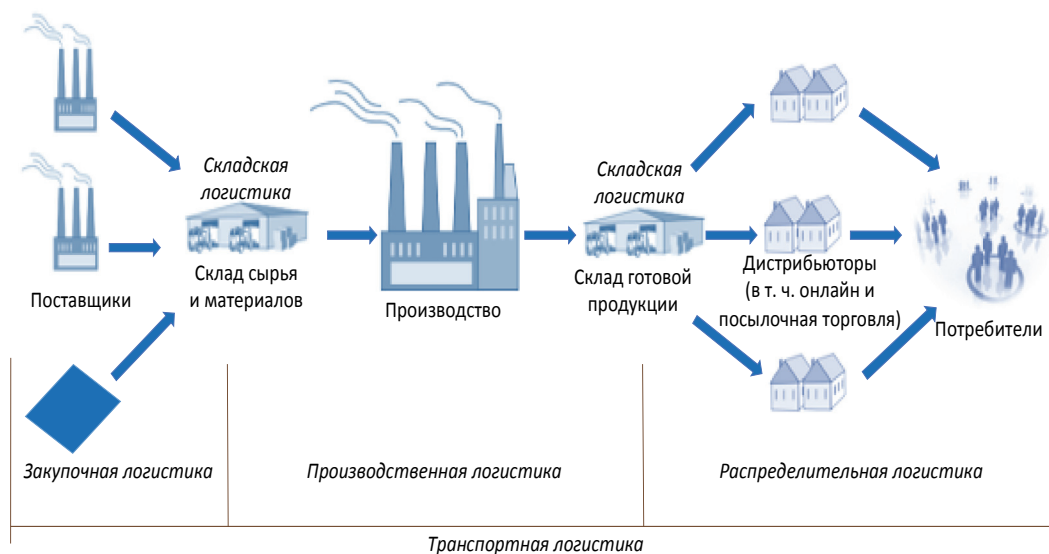 Складская
логистика
Складская
логистика
Поставщики
Склад сырья
и материалов
Производство
Склад готовой
продукции
Дистрибьюторы
(в т. ч. онлайн и
посылочная торговля)
Потребители
Закупочная логистика
Производственная логистика
Распределительная логистика
Транспортная логистика